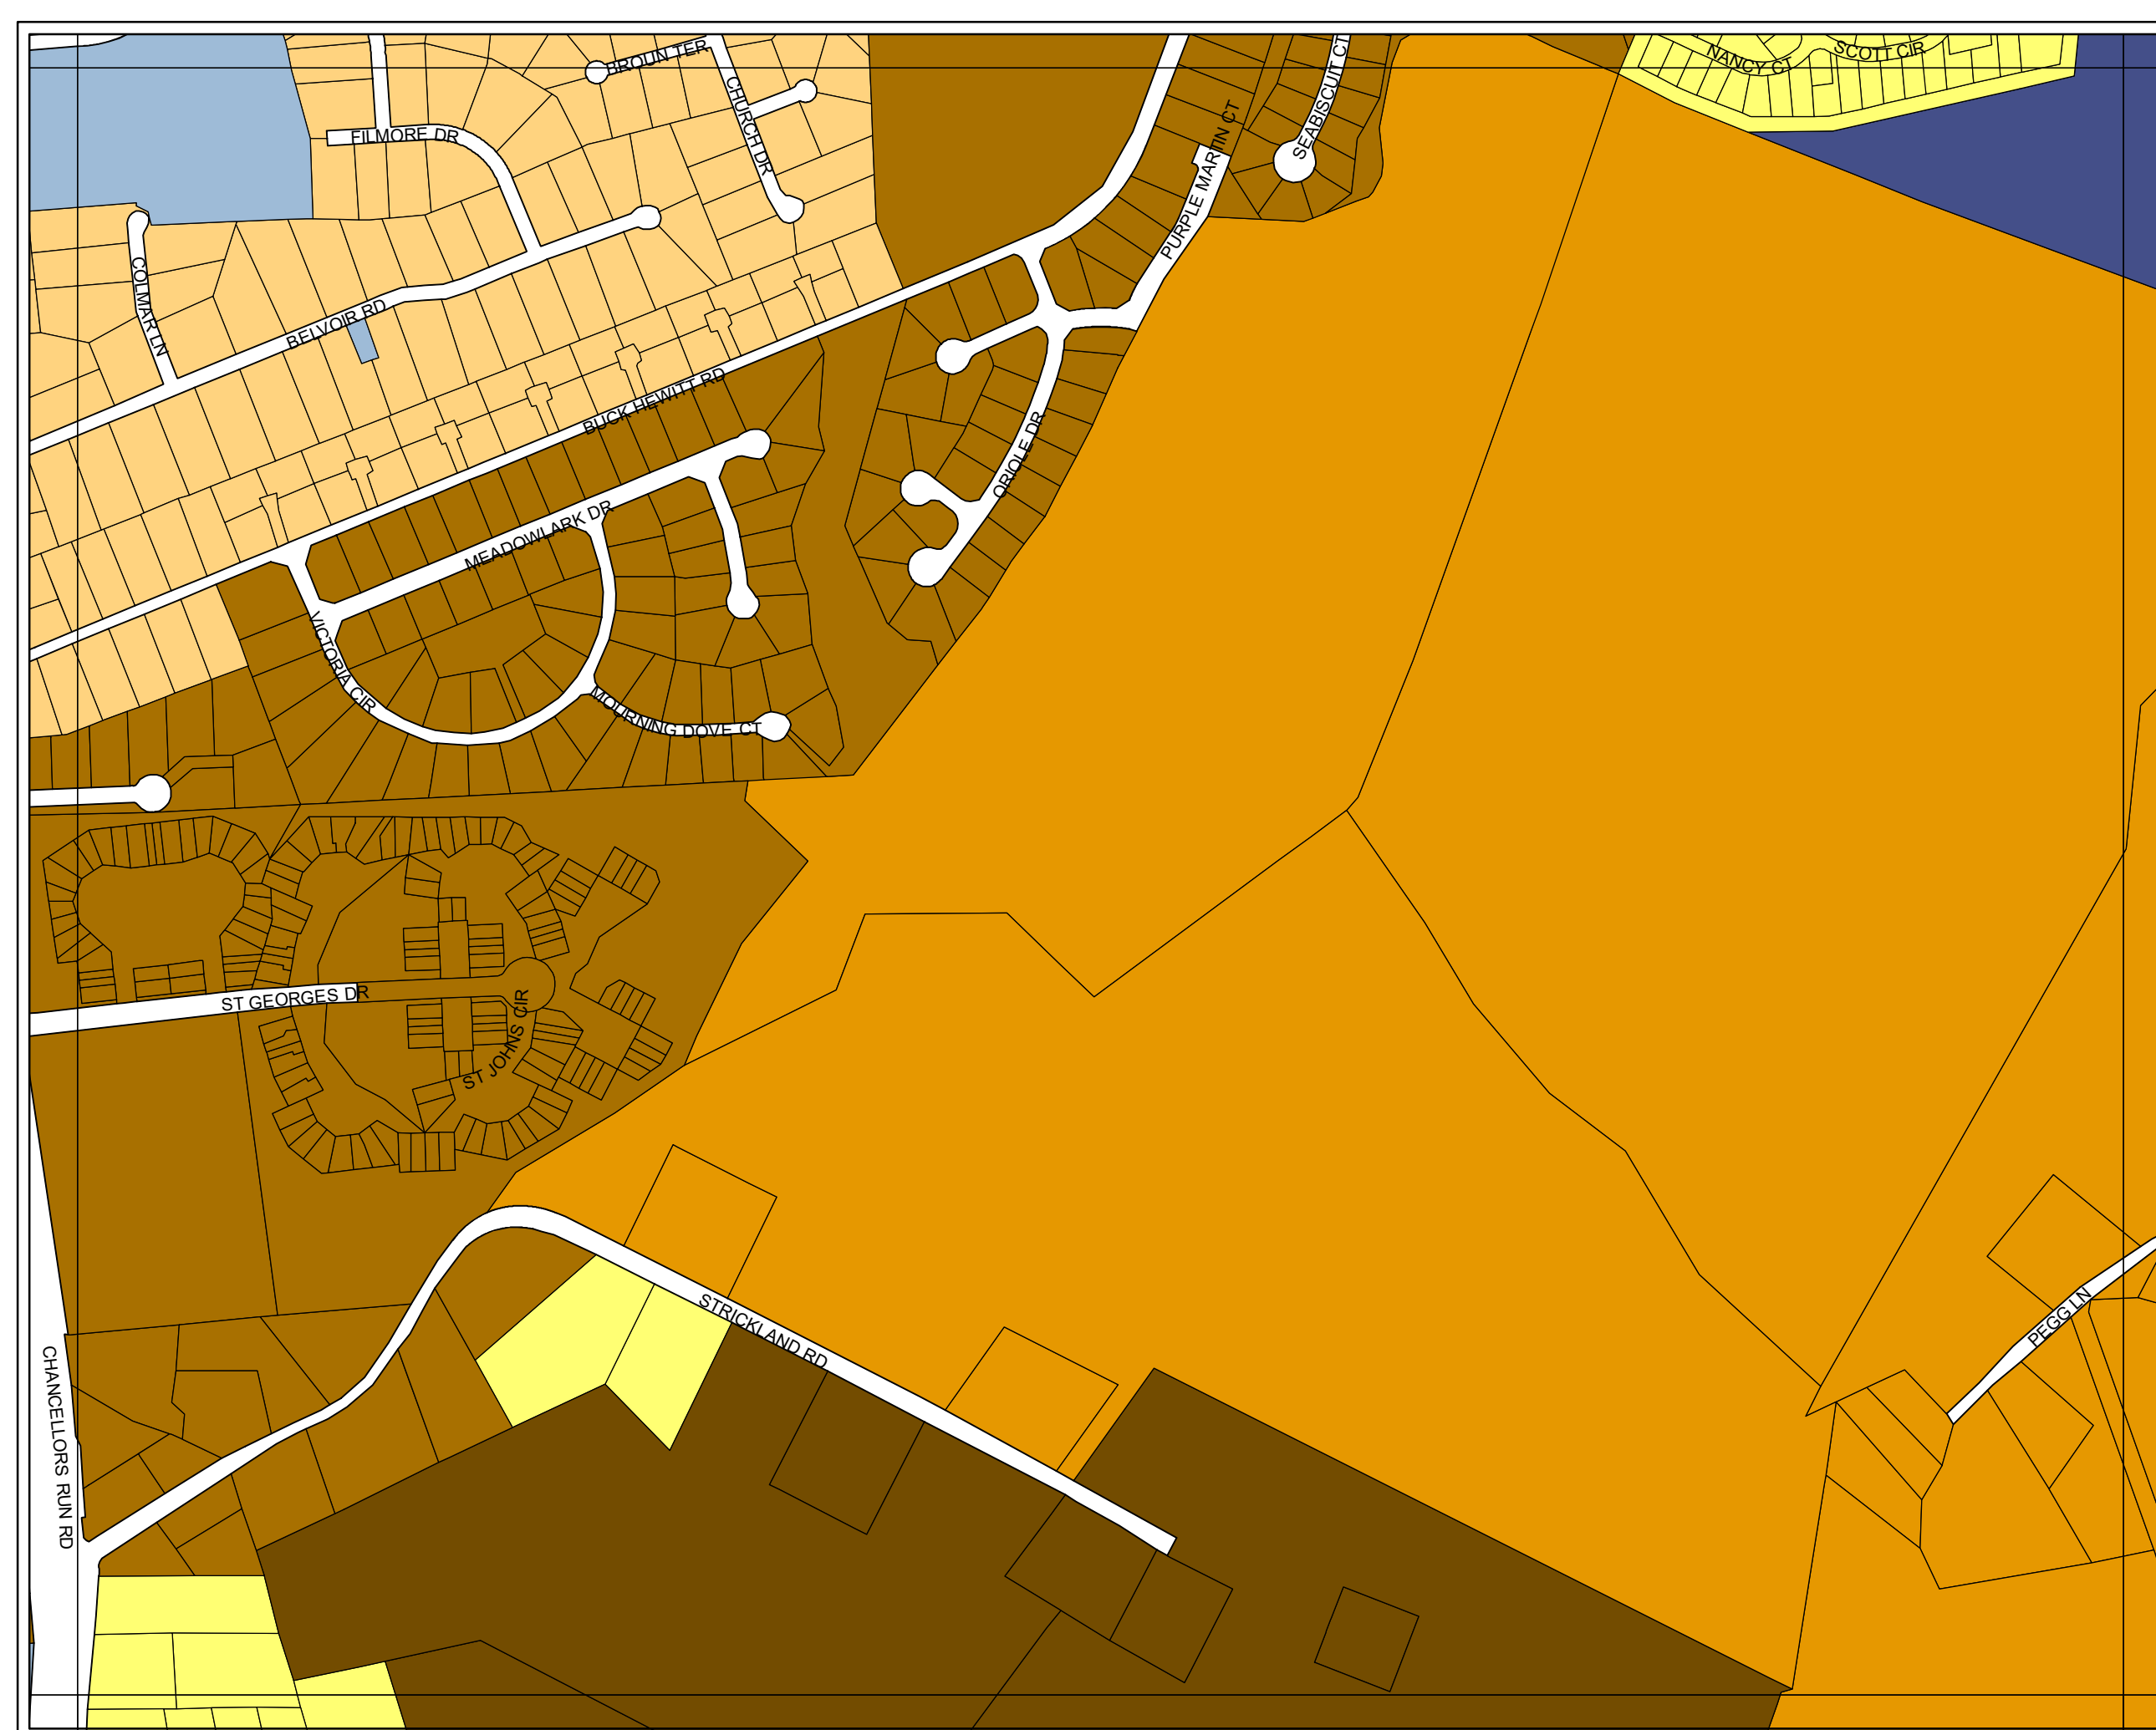 BROUN TER
NANCY CT
SCOTT CIR
SEABISCUIT CT
CHURCH DR
FILMORE DR
PURPLE MARTIN CT
COLMAR LN
BELVOIR RD
BUCK HEWITT RD
ORIOLE DR
MEADOWLARK DR
VICTORIA CIR
MOURNING DOVE CT
ST GEORGES DR
ST JOHNS CIR
STRICKLAND RD
PEGG LN
CHANCELLORS RUN RD